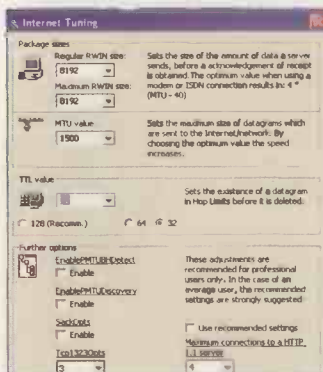 Internet Tuning
Package sizes
Regular RWIN size:
8192
Maximum RWIN size:
8192
Sets the size of the amount of data a server
sends, before a acknowledgement of receipt
is obtained. The optimum value when using a
modem or ISDN connection results in: 4 *
(MTU - 40)
MTU value
1500
Sets the maximum size of datagrams which
are sent to the Internet/network. By
choosing the optimum value the speed
increases.
TTL value
Sets the existence of a datagram
in Hop Limits before it is deleted.
128 (Recomm.)
64
32
Further options
EnablePMTUBHDetect
Enable
EnablePMTUDiscovery
Enable
SackOpts
Enable
Tcp1323Opts
3
These adjustments are
recommended for professional
users only. In the case of an
average user, the recommended
settings are strongly suggested
Use recommended settings
Maximum connections to a HTTP
1.1 server
4